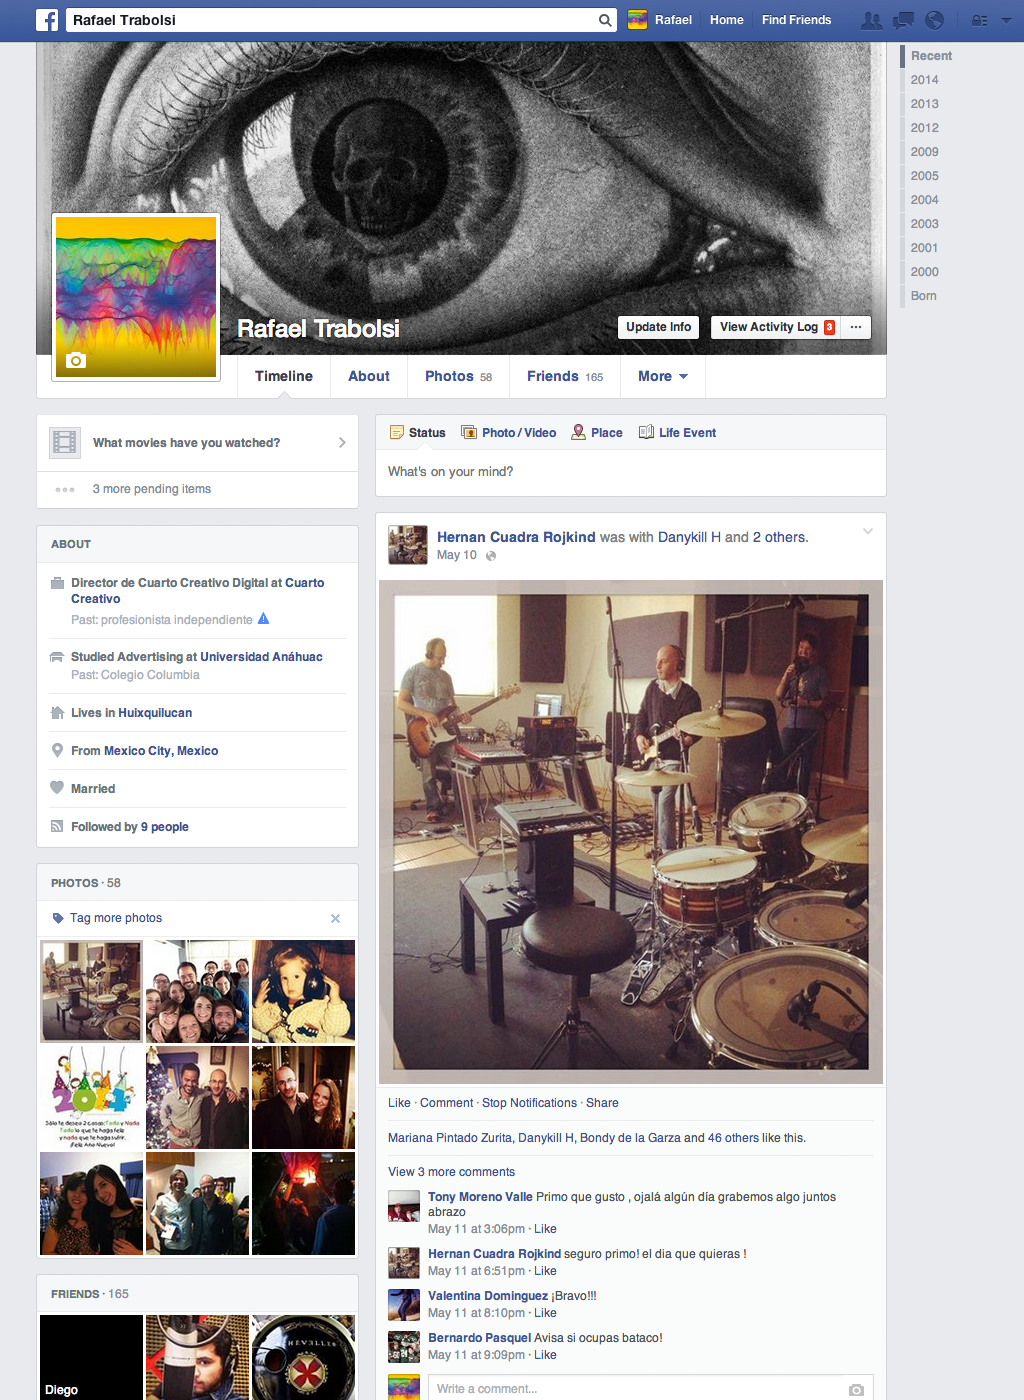 Rafael Trabolsi
Rafael
Home
Find Friends
Recent
2014
2013
2012
2009
2005
2004
2003
2001
2000
Born
Rafael Trabolsi
Update Info
View Activity Log 3
...
Timeline
About
Photos 58
Friends 165
More
What movies have you watched?
3 more pending items
ABOUT
Director de Cuarto Creativo Digital at Cuarto
Creativo
Past: profesionista independiente
Studied Advertising at Universidad Anáhuac
Past: Colegio Columbia
Lives in Huixquilucan
From Mexico City, Mexico
Married
Followed by 9 people
PHOTOS · 58
Tag more photos
2014
Sólo te deseo 2 cosas: Todo y Nada
Todo lo que te haga feliz
y nada que te haga sufrir.
¡Feliz Año Nuevo!
FRIENDS · 165
Diego
Status
Photo / Video
Place
Life Event
What's on your mind?
Hernan Cuadra Rojkind was with Danykill H and 2 others.
May 10
Like · Comment · Stop Notifications · Share
Mariana Pintado Zurita, Danykill H, Bondy de la Garza and 46 others like this.
View 3 more comments
Tony Moreno Valle Primo que gusto , ojalá algún día grabemos algo juntos
abrazo
May 11 at 3:06pm · Like
Hernan Cuadra Rojkind seguro primo! el dia que quieras !
May 11 at 6:51pm · Like
Valentina Dominguez ¡Bravo!!!
May 11 at 8:10pm · Like
Bernardo Pasquel Avisa si ocupas bataco!
May 11 at 9:09pm · Like
Write a comment...